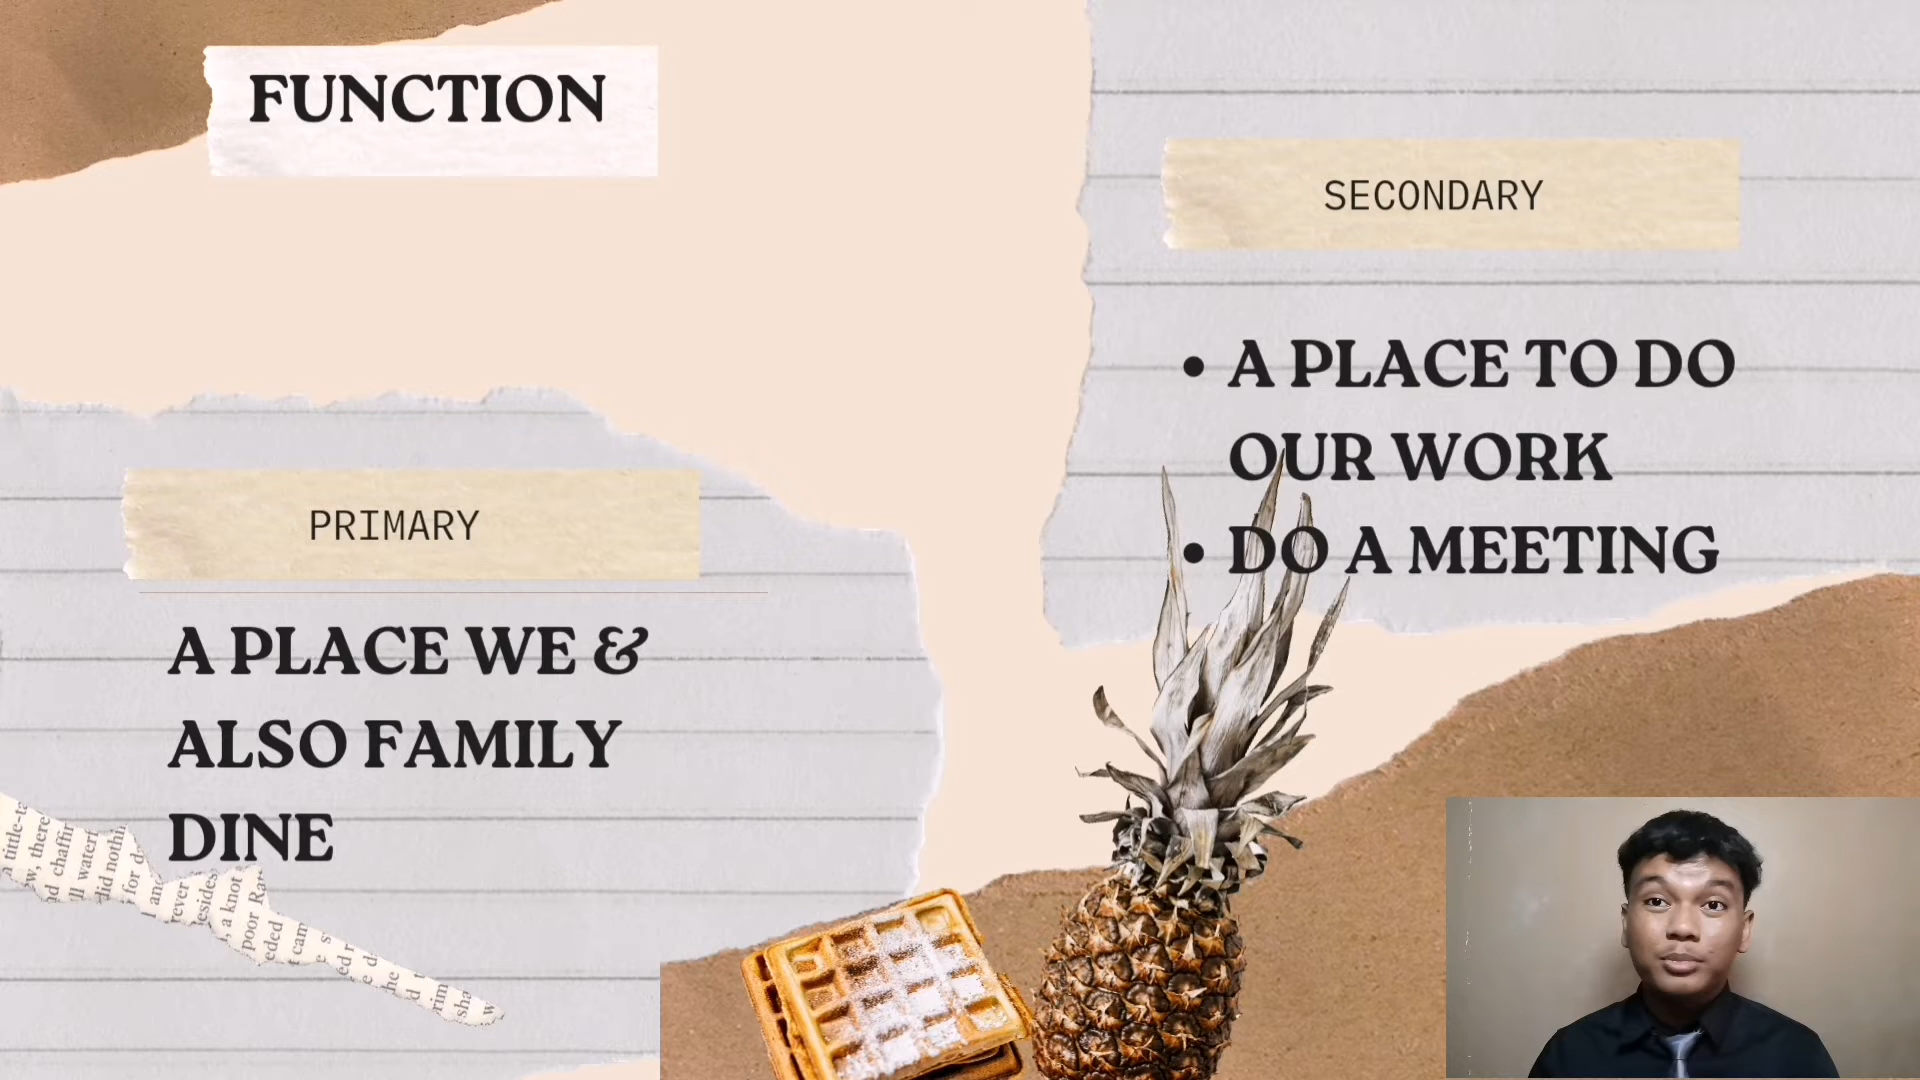 FUNCTION
PRIMARY
A PLACE WE &
ALSO FAMILY
DINE
SECONDARY
• A PLACE TO DO
OUR WORK
• DO A MEETING